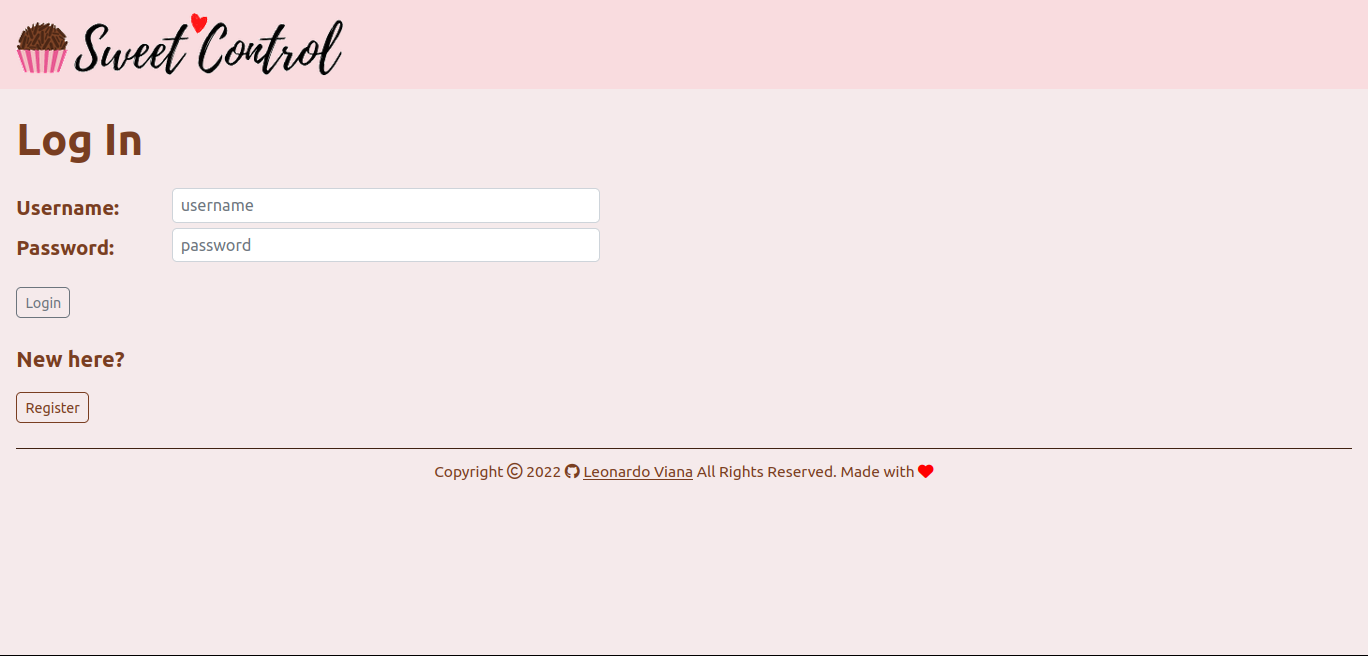 Sweet Control
Log In
Username: username
Password: password
Login
New here?
Register
Copyright © 2022 Leonardo Viana All Rights Reserved. Made with ❤